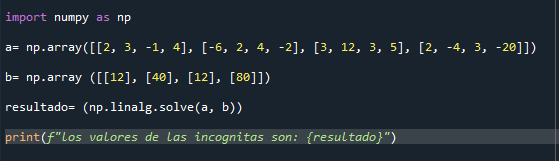 import numpy as np
a= np.array([[2, 3, -1, 4], [-6, 2, 4, -2], [3, 12, 3, 5], [2, -4, 3, -20]])
b= np.array ([[12], [40], [12], [80]])
resultado= (np.linalg.solve(a, b))
print(f"los valores de las incognitas son: {resultado}")